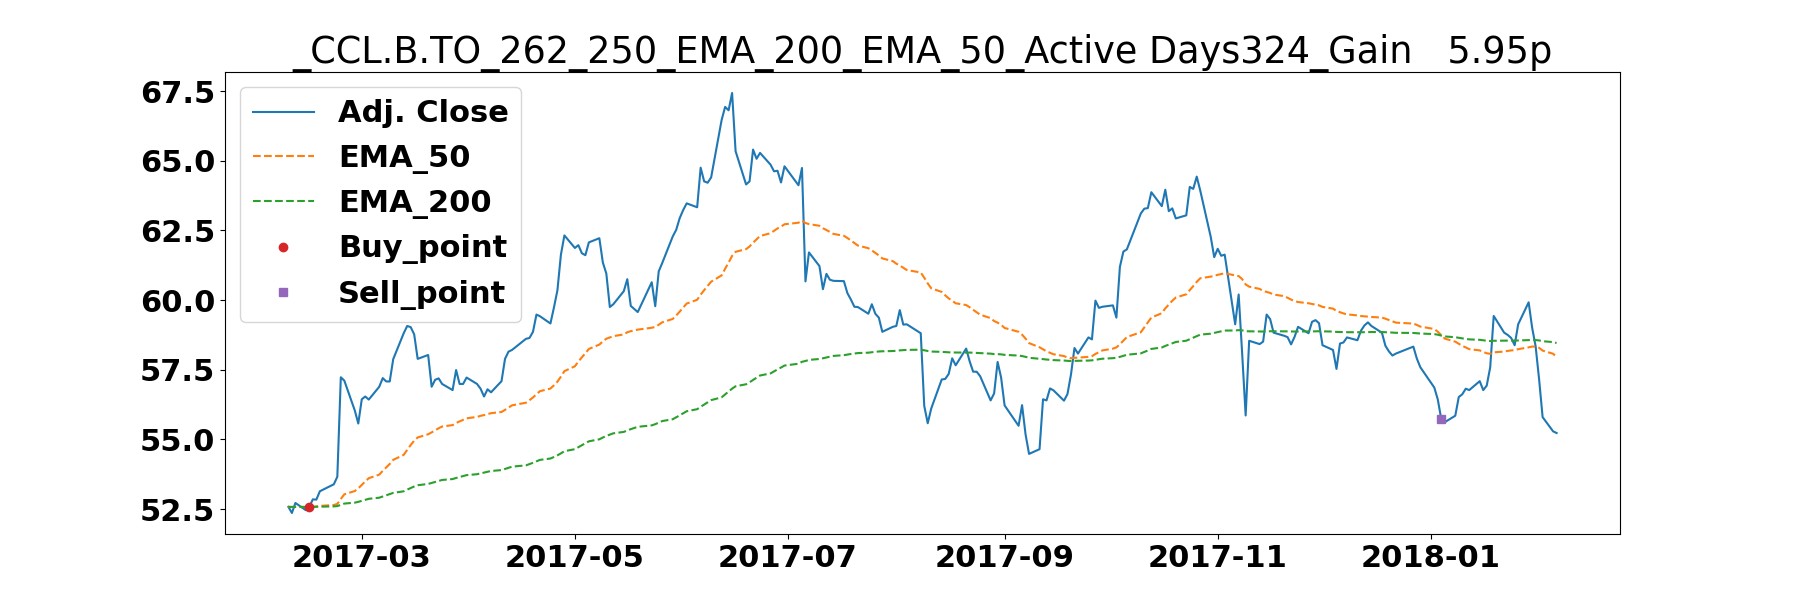 _CCL.B.TO_262_250_EMA_200_EMA_50_Active Days324_Gain   5.95p
67.5
65.0
62.5
60.0
57.5
55.0
52.5
Adj. Close
EMA_50
EMA_200
Buy_point
Sell_point
2017-03 2017-05 2017-07 2017-09 2017-11 2018-01